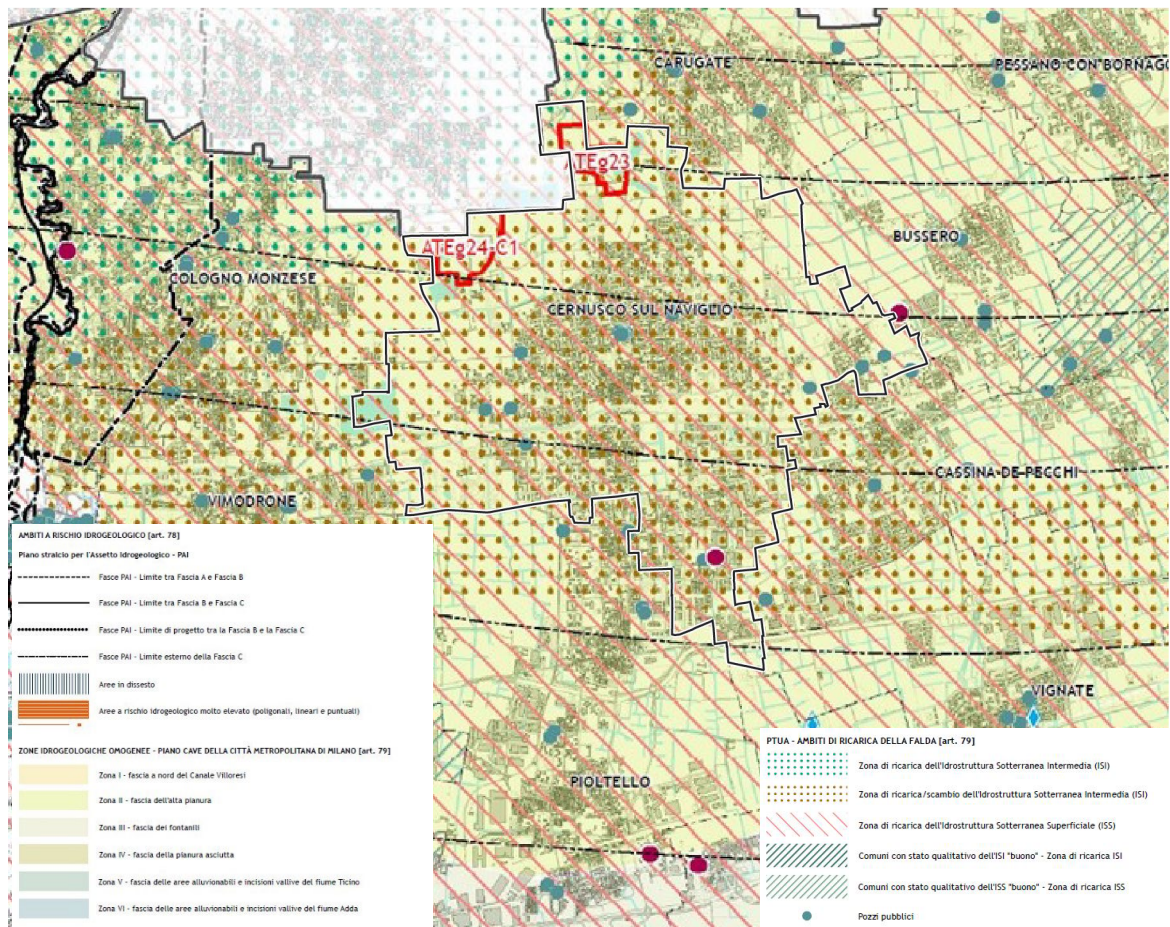 CARUGATE
PESSANO CON BORNAGO
ATEg23
BUSSERO
ATEg24-C1
COLOGNO MONZESE
CERNUSCO SUL NAVIGLIO
CASSINA DE PECCHI
VIMODRONE
VIGNATE
PIOLTELLO
AMBITI A RISCHIO IDROGEOLOGICO [art. 78]
Piano stralcio per l'Assetto Idrogeologico - PAI
Fasce PAI - Limite tra Fascia A e Fascia B
Fasce PAI - Limite tra Fascia B e Fascia C
Fasce PAI - Limite di progetto tra la Fascia B e la Fascia C
Fasce PAI - Limite esterno della Fascia C
Aree in dissesto
Aree a rischio idrogeologico molto elevato (poligonali, lineari e puntuali)
ZONE IDROGEOLOGICHE OMOGENEE - PIANO CAVE DELLA CITTÀ METROPOLITANA DI MILANO [art. 79]
Zona I - fascia a nord del Canale Villoresi
Zona II - fascia dell'alta pianura
Zona III - fascia dei fontanili
Zona IV - fascia della pianura asciutta
Zona V - fascia delle aree alluvionabili e incisioni vallive del fiume Ticino
Zona VI - fascia delle aree alluvionabili e incisioni vallive del fiume Adda
PTUA - AMBITI DI RICARICA DELLA FALDA [art. 79]
Zona di ricarica dell'Idrostruttura Sotterranea Intermedia (ISI)
Zona di ricarica/scambio dell'Idrostruttura Sotterranea Intermedia (ISI)
Zona di ricarica dell'Idrostruttura Sotterranea Superficiale (ISS)
Comuni con stato qualitativo dell'ISI "buono" - Zona di ricarica ISI
Comuni con stato qualitativo dell'ISS "buono" - Zona di ricarica ISS
Pozzi pubblici